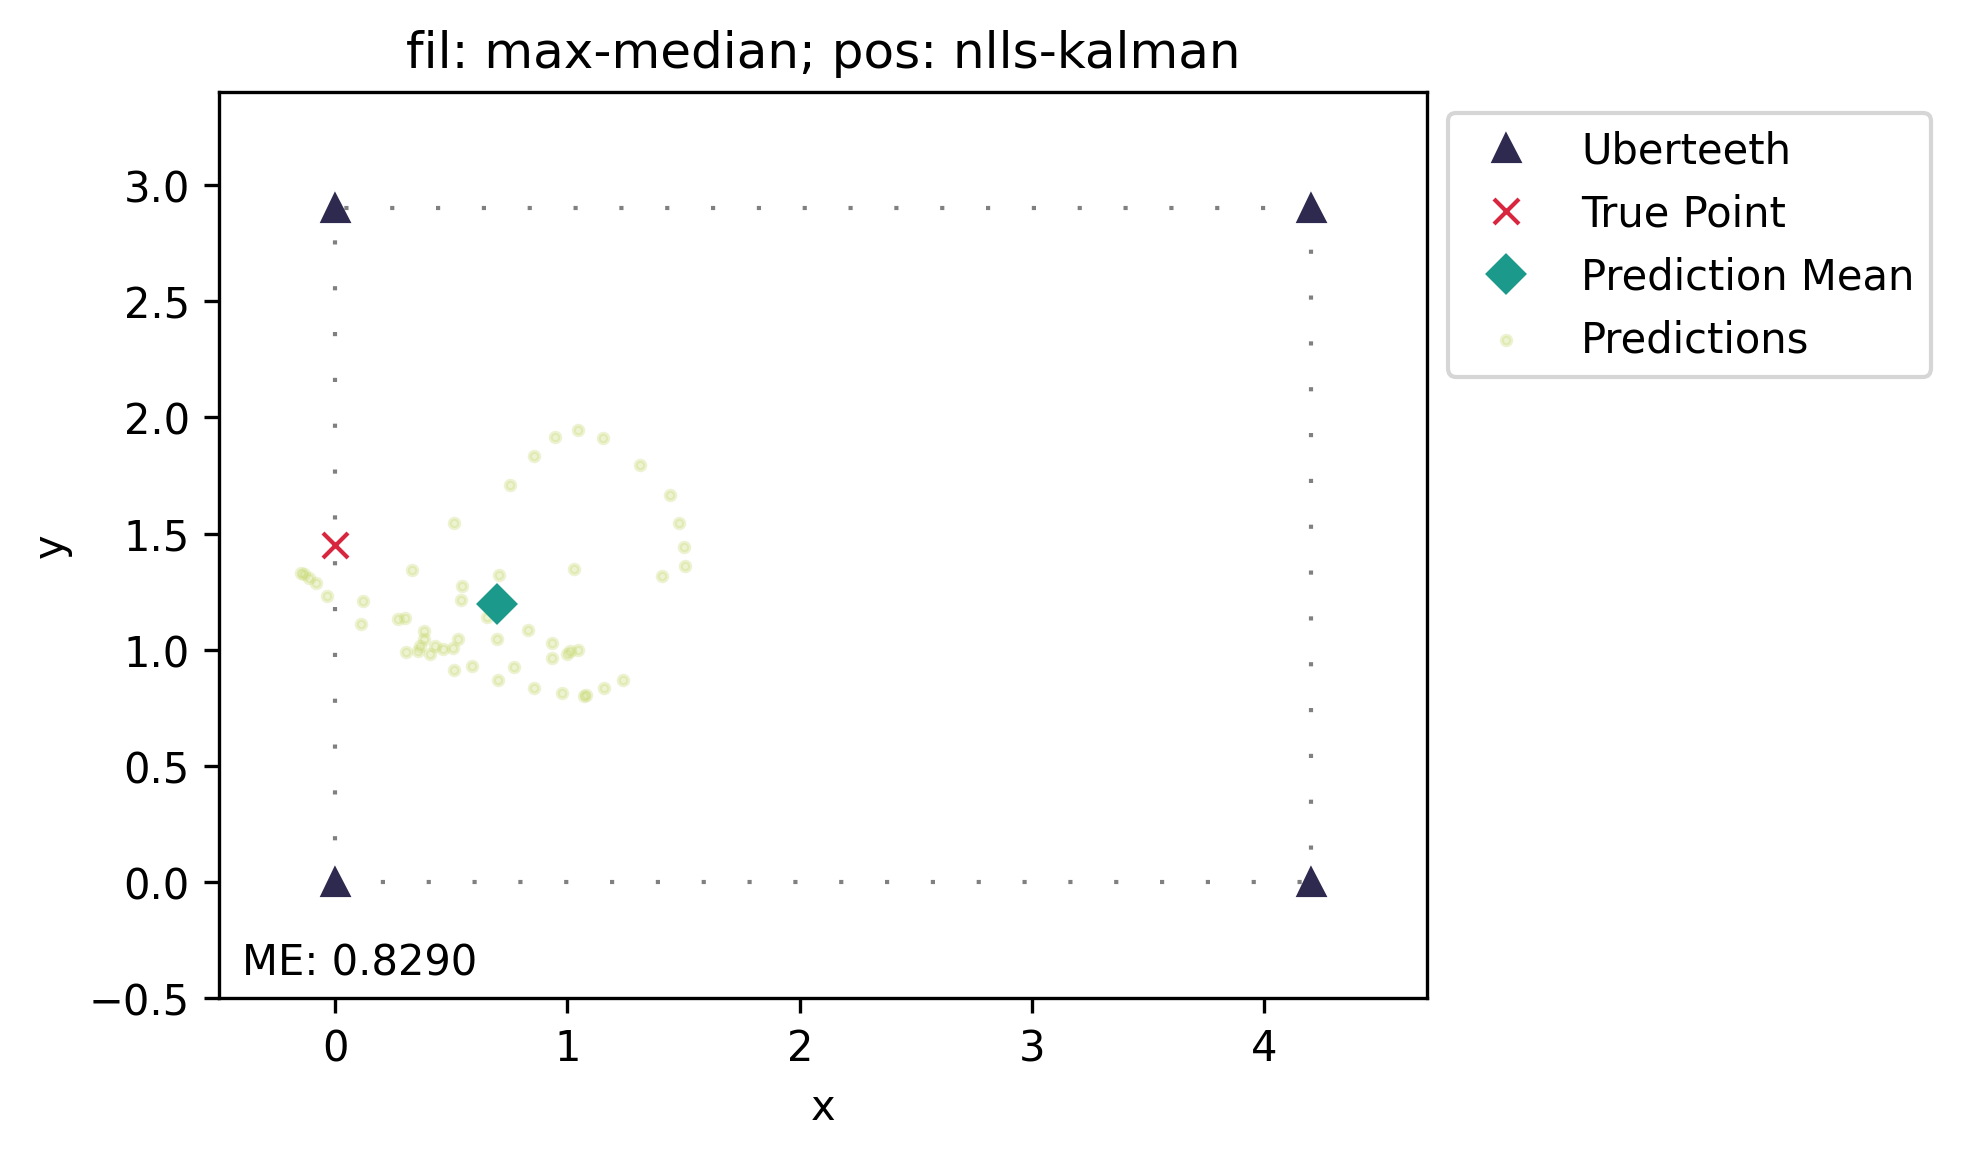 fil: max-median; pos: nlls-kalman
Uberteeth
True Point
Prediction Mean
Predictions
3.0
2.5
2.0
1.5
1.0
0.5
0.0
−0.5
y
ME: 0.8290
0 1 2 3 4
x